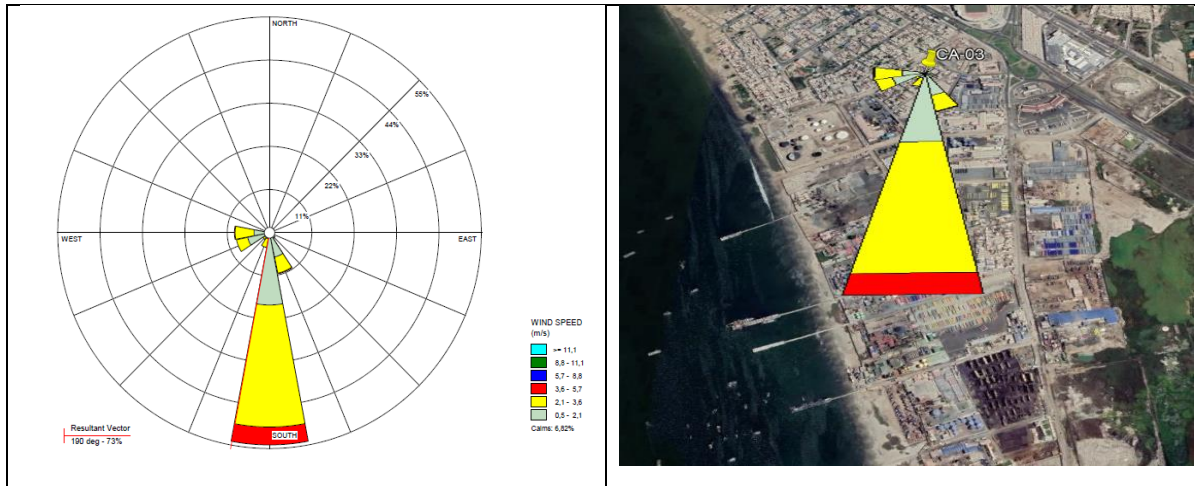 NORTH
55%
44%
33%
22%
11%
WEST
EAST
SOUTH
WIND SPEED
(m/s)
>= 11,1
8,8 - 11,1
5,7 - 8,8
3,6 - 5,7
2,1 - 3,6
0,5 - 2,1
Calms: 6,82%
Resultant Vector
190 deg - 73%
CA-03